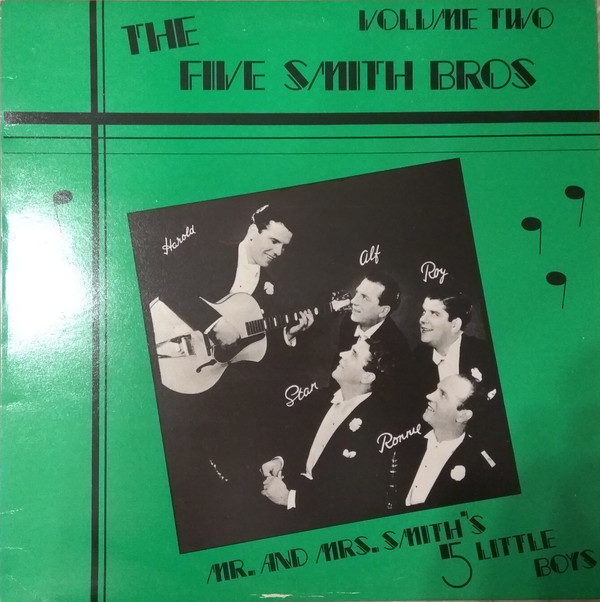 VOLUME TWO
THE
FIVE SMITH BROS
Harold
Alf
Roy
Stan
Ronnie
MR. AND MRS. SMITH'S
5 LITTLE
BOYS